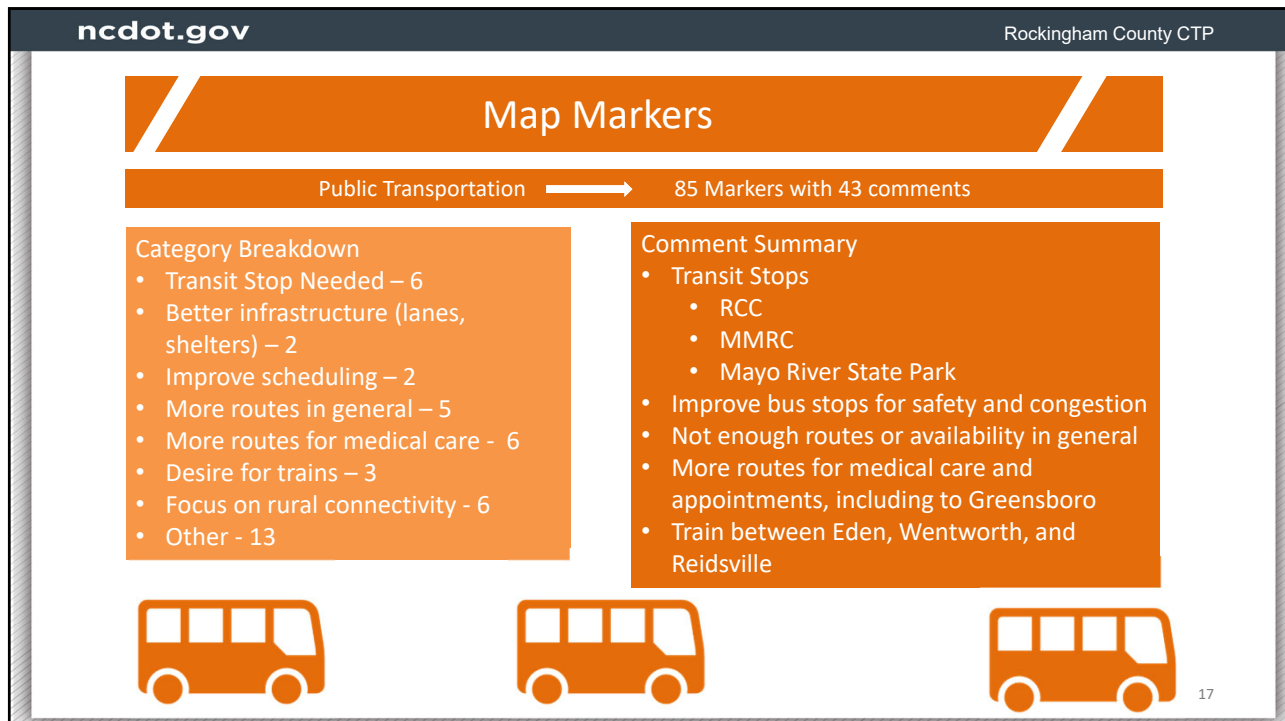 ncdot.gov
Rockingham County CTP
Map Markers
Public Transportation
85 Markers with 43 comments
Category Breakdown
• Transit Stop Needed – 6
• Better infrastructure (lanes,
shelters) – 2
• Improve scheduling – 2
• More routes in general – 5
• More routes for medical care - 6
• Desire for trains – 3
• Focus on rural connectivity - 6
• Other - 13
Comment Summary
• Transit Stops
• RCC
• MMRC
• Mayo River State Park
• Improve bus stops for safety and congestion
• Not enough routes or availability in general
• More routes for medical care and
appointments, including to Greensboro
• Train between Eden, Wentworth, and
Reidsville
17